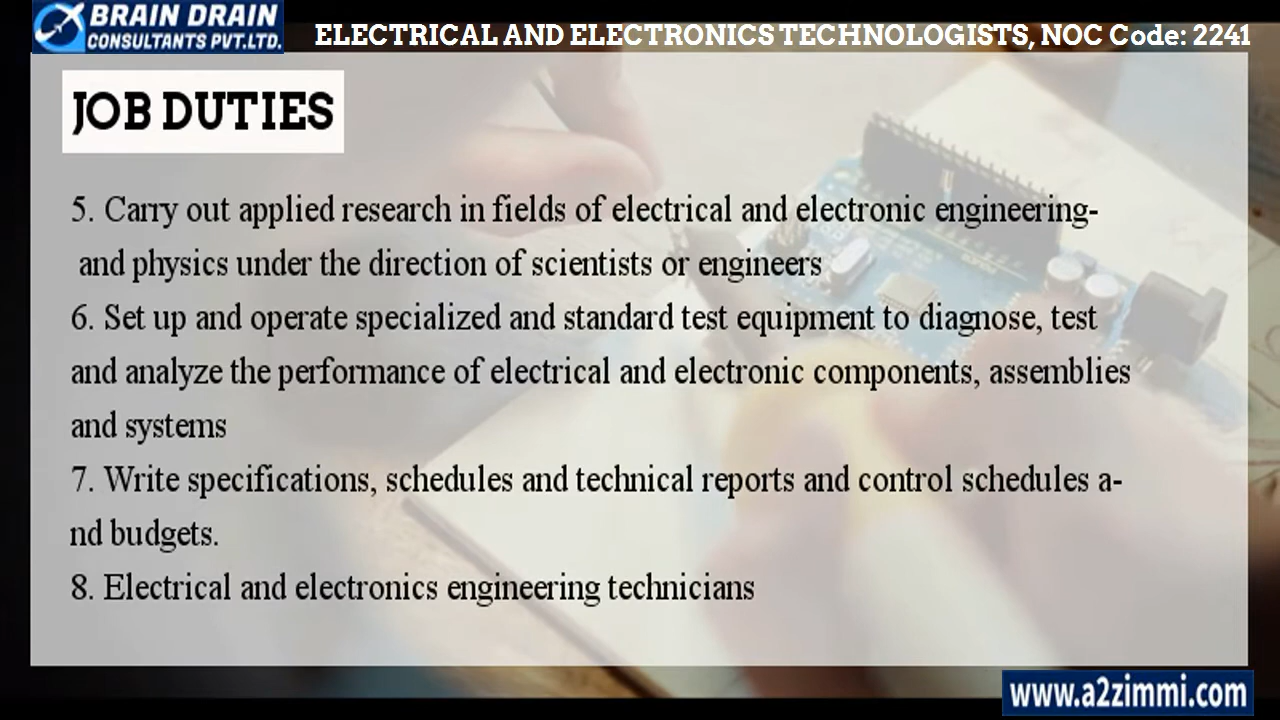 BRAIN DRAIN
CONSULTANTS PVT.LTD.
ELECTRICAL AND ELECTRONICS TECHNOLOGISTS, NOC Code: 2241
JOB DUTIES
5. Carry out applied research in fields of electrical and electronic engineering-
and physics under the direction of scientists or engineers
6. Set up and operate specialized and standard test equipment to diagnose, test
and analyze the performance of electrical and electronic components, assemblies
and systems
7. Write specifications, schedules and technical reports and control schedules a-
nd budgets.
8. Electrical and electronics engineering technicians
www.a2zimmi.com